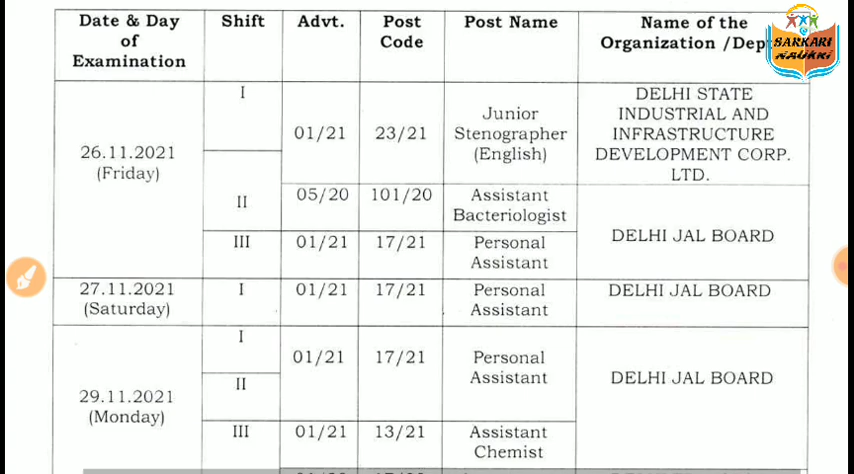 Date & Day of Examination Shift Advt. Post Code Post Name Name of the Organization /Dep
SARKARI
NAUKRI
26.11.2021 (Friday)
I
01/21 23/21 Junior Stenographer (English)
DELHI STATE
INDUSTRIAL AND
INFRASTRUCTURE
DEVELOPMENT CORP.
LTD.
II
05/20 101/20 Assistant Bacteriologist
DELHI JAL BOARD
III 01/21 17/21 Personal Assistant
27.11.2021 (Saturday) I 01/21 17/21 Personal Assistant DELHI JAL BOARD
29.11.2021 (Monday)
I
01/21 17/21 Personal Assistant
DELHI JAL BOARD
II
III 01/21 13/21 Assistant Chemist